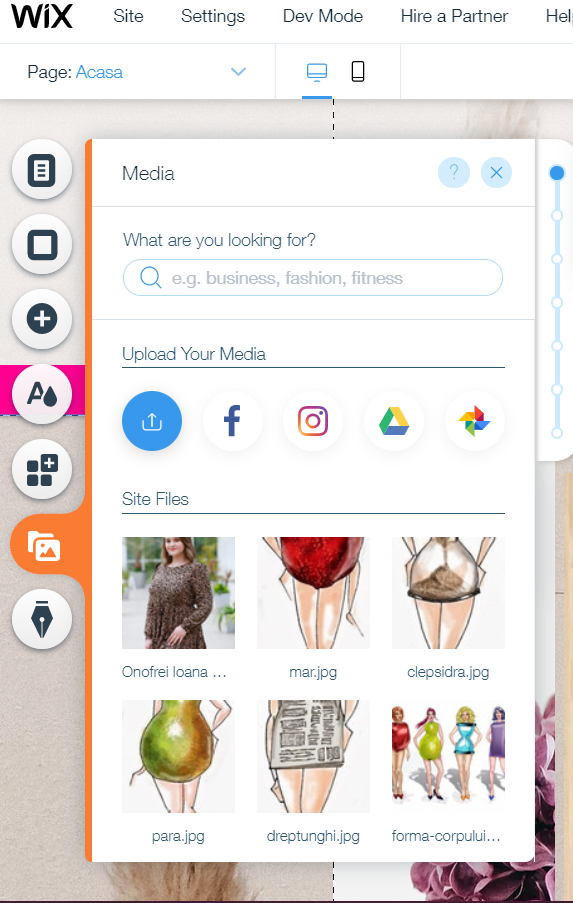 WiX
Site Settings Dev Mode Hire a Partner Hel
Page: Acasa
Media
?
What are you looking for?
e.g. business, fashion, fitness
Upload Your Media
Site Files
Onofrei Ioana ...
mar.jpg
clepsidra.jpg
para.jpg
dreptunghi.jpg
forma-corpului...